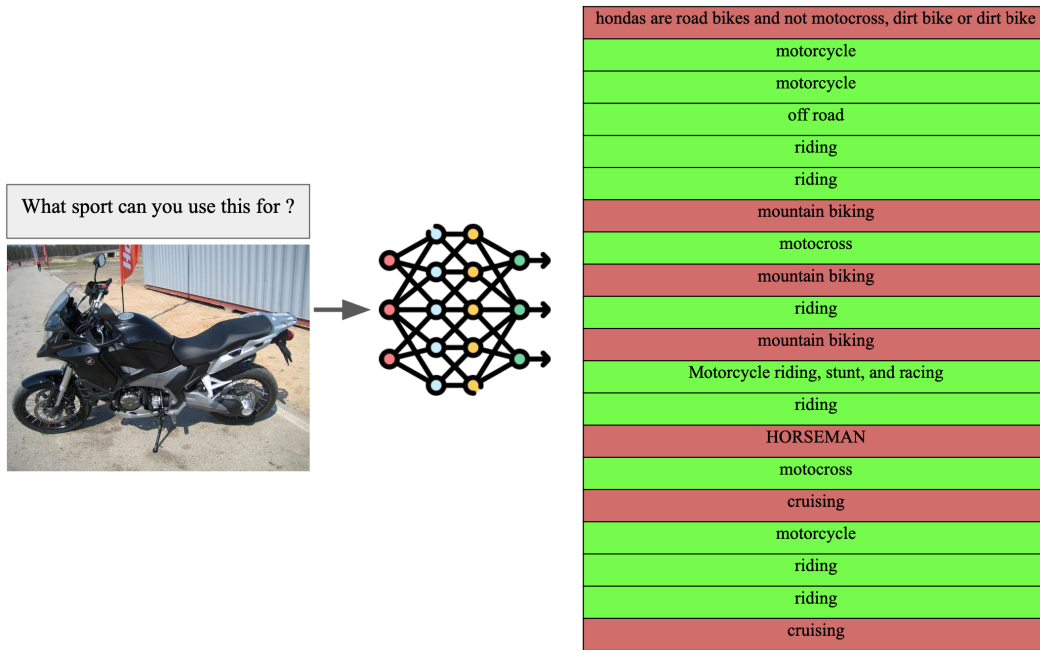 What sport can you use this for ?
hondas are road bikes and not motocross, dirt bike or dirt bike
motorcycle
motorcycle
off road
riding
riding
mountain biking
motocross
mountain biking
riding
mountain biking
Motorcycle riding, stunt, and racing
riding
HORSEMAN
motocross
cruising
motorcycle
riding
riding
cruising